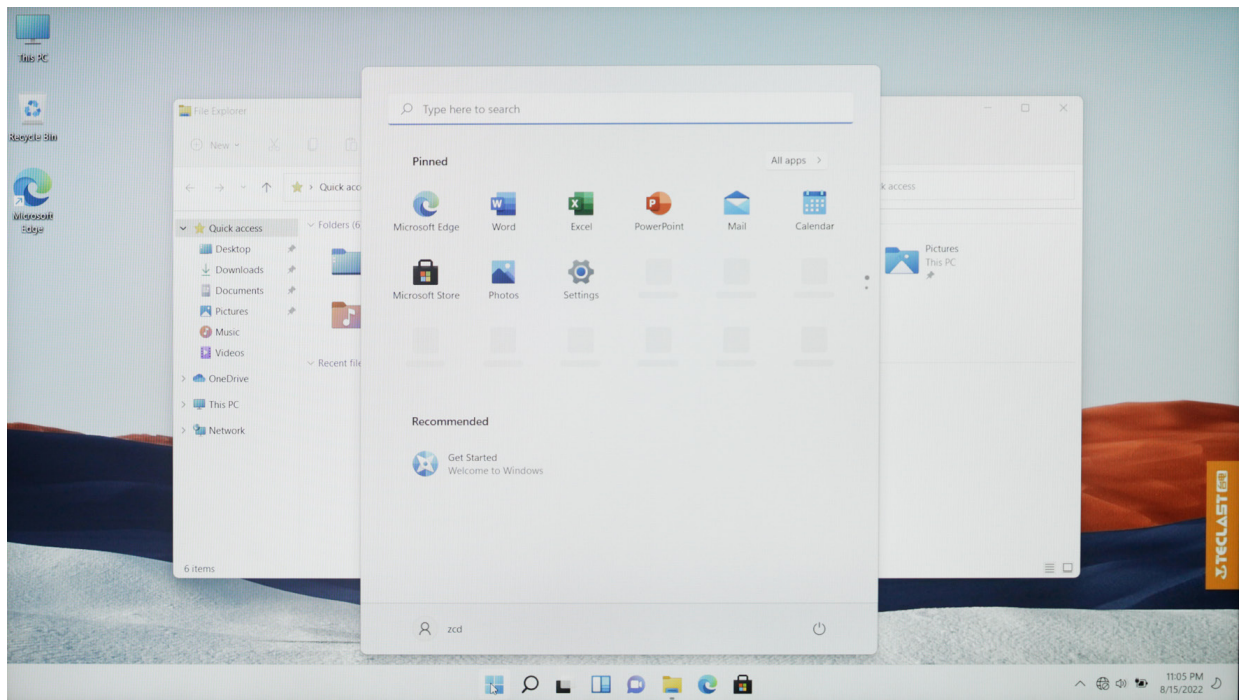 This PC
Recycle Bin
Microsoft
Edge
File Explorer
New
Quick acc
k access
Quick access
Desktop
Downloads
Documents
Pictures
Music
Videos
OneDrive
This PC
Network
Folders (6
Recent file
Pictures
This PC
6 items
Type here to search
Pinned
All apps
Microsoft Edge
Word
Excel
PowerPoint
Mail
Calendar
Microsoft Store
Photos
Settings
Recommended
Get Started
Welcome to Windows
zcd
TECLAST
11:05 PM
8/15/2022